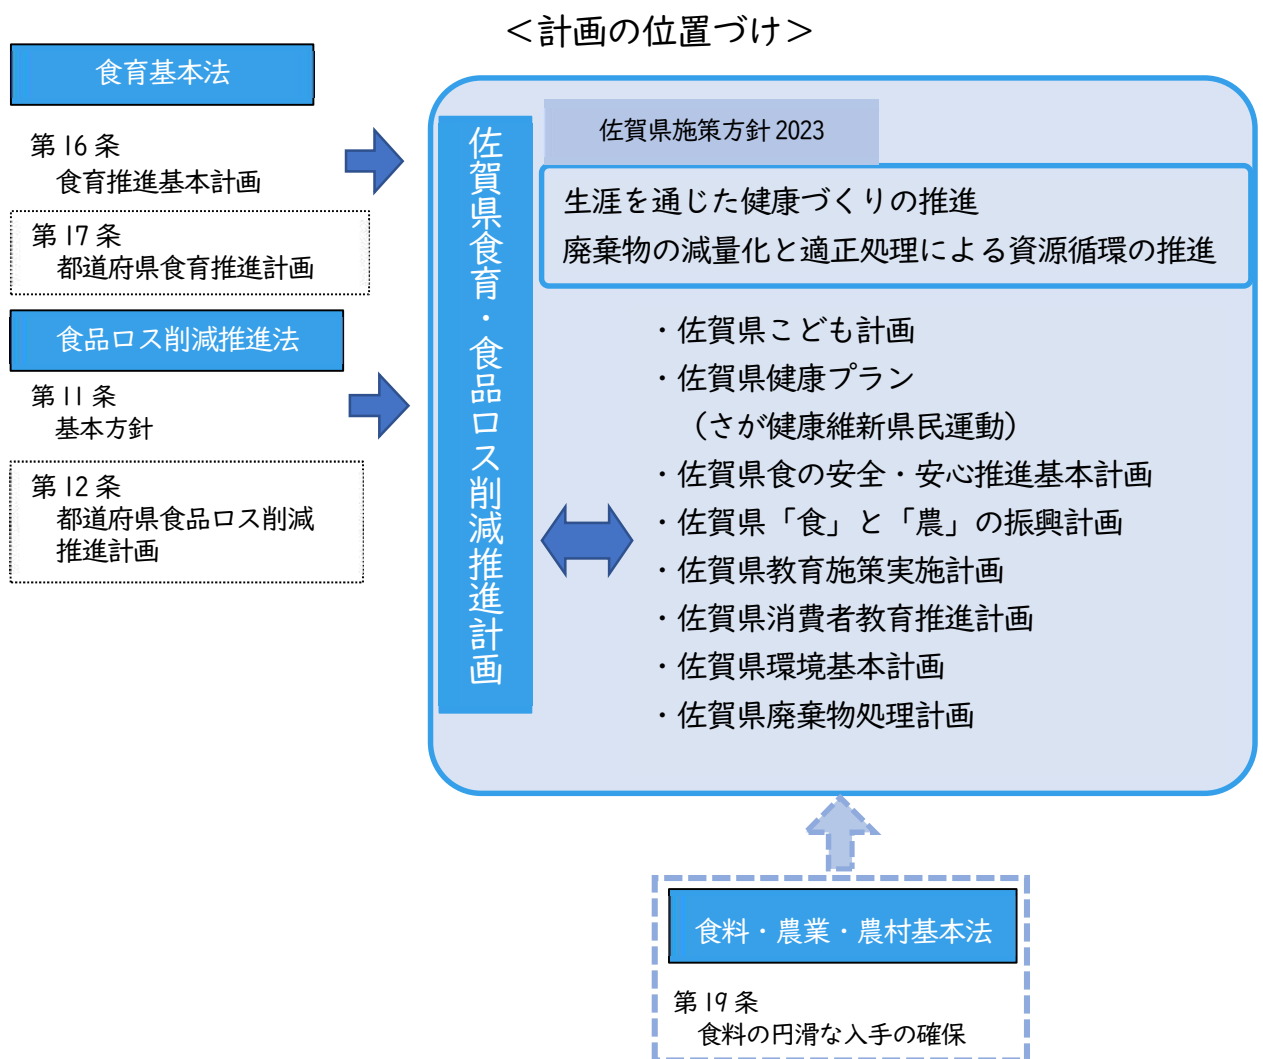 ＜計画の位置づけ＞
食育基本法
第16条
食育推進基本計画
第17条
都道府県食育推進計画
食品ロス削減推進法
第11条
基本方針
第12条
都道府県食品ロス削減
推進計画
佐賀県食育・食品ロス削減推進計画
佐賀県施策方針2023
生涯を通じた健康づくりの推進
廃棄物の減量化と適正処理による資源循環の推進
・佐賀県こども計画
・佐賀県健康プラン
（さが健康維新県民運動）
・佐賀県食の安全・安心推進基本計画
・佐賀県「食」と「農」の振興計画
・佐賀県教育施策実施計画
・佐賀県消費者教育推進計画
・佐賀県環境基本計画
・佐賀県廃棄物処理計画
食料・農業・農村基本法
第19条
食料の円滑な入手の確保